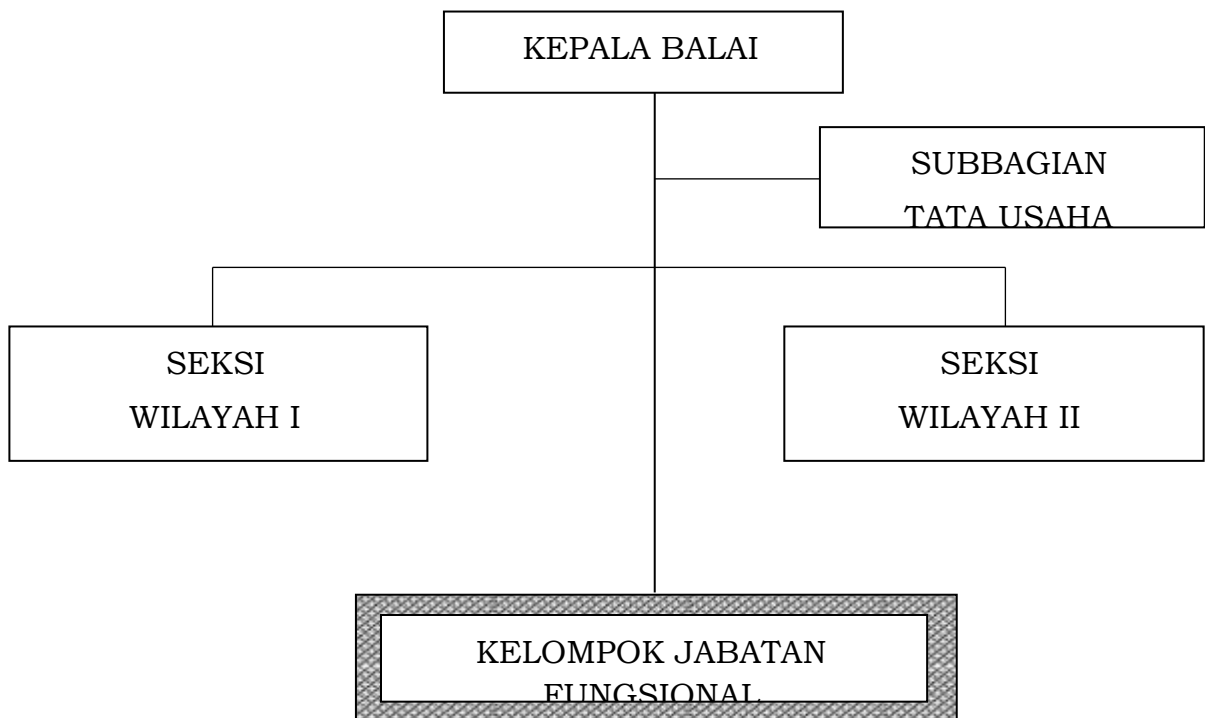 KEPALA BALAI
SUBBAGIAN
TATA USAHA
SEKSI
WILAYAH I
SEKSI
WILAYAH II
KELOMPOK JABATAN
FUNGSIONAL